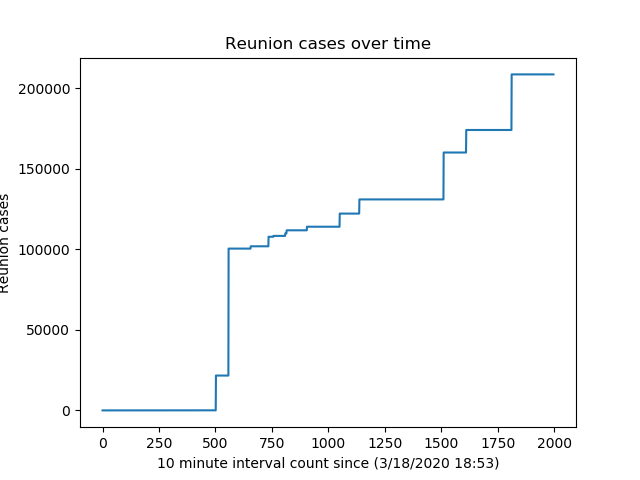 Reunion cases over time
Reunion cases
200000
150000
100000
50000
0
0 250 500 750 1000 1250 1500 1750 2000
10 minute interval count since (3/18/2020 18:53)